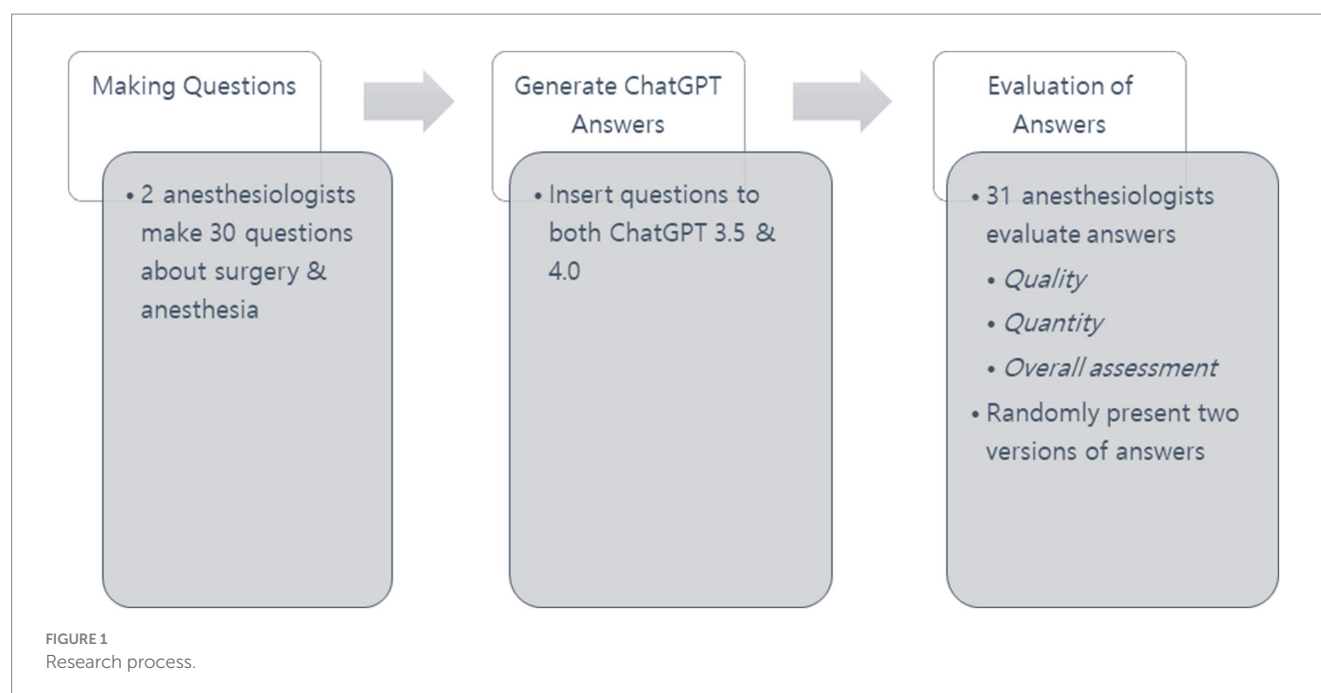 Making Questions
• 2 anesthesiologists
make 30 questions
about surgery &
anesthesia
Generate ChatGPT
Answers
• Insert questions to
both ChatGPT 3.5 &
4.0
Evaluation of
Answers
• 31 anesthesiologists
evaluate answers
• Quality
• Quantity
• Overall assessment
• Randomly present two
versions of answers
FIGURE 1
Research process.